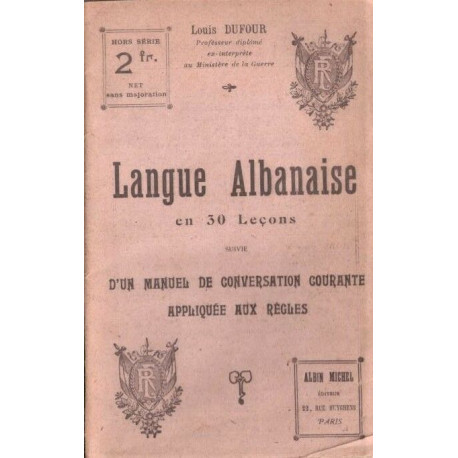 HORS SÉRIE
2 fr.
NET
sans majoration
Louis DUFOUR
Professeur diplômé
ex-interprète
au Ministère de la Guerre
RF
Langue Albanaise
en 30 Leçons
SUIVIE
D'UN MANUEL DE CONVERSATION COURANTE
APPLIQUÉE AUX RÈGLES
RF
ALBIN MICHEL
ÉDITEUR
22, RUE HUYGHENS
PARIS